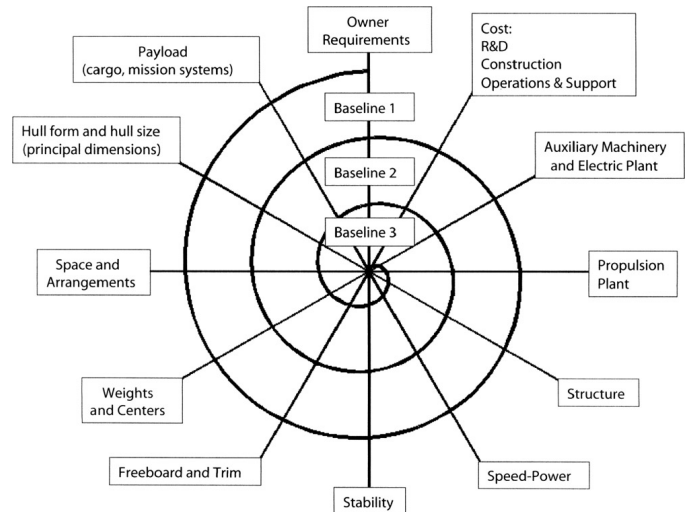 Owner
Requirements
Cost:
R&D
Construction
Operations & Support
Payload
(cargo, mission systems)
Baseline 1
Hull form and hull size
(principal dimensions)
Auxiliary Machinery
and Electric Plant
Baseline 2
Baseline 3
Space and
Arrangements
Propulsion
Plant
Weights
and Centers
Structure
Freeboard and Trim
Speed-Power
Stability